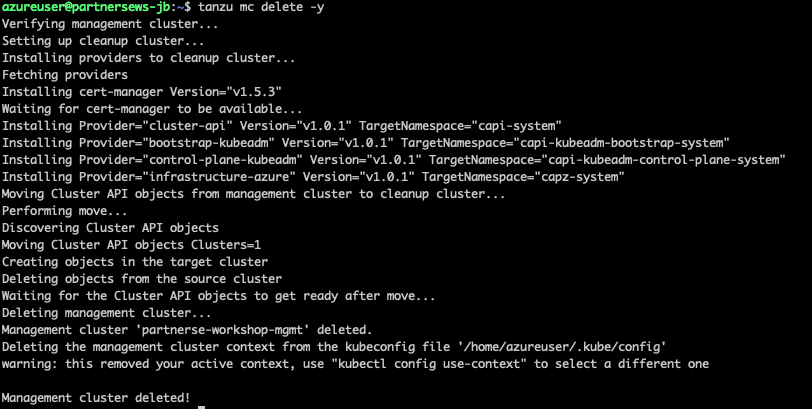 azureuser@partnersews-jb:~$ tanzu mc delete -y
Verifying management cluster...
Setting up cleanup cluster...
Installing providers to cleanup cluster...
Fetching providers
Installing cert-manager Version="v1.5.3"
Waiting for cert-manager to be available...
Installing Provider="cluster-api" Version="v1.0.1" TargetNamespace="capi-system"
Installing Provider="bootstrap-kubeadm" Version="v1.0.1" TargetNamespace="capi-kubeadm-bootstrap-system"
Installing Provider="control-plane-kubeadm" Version="v1.0.1" TargetNamespace="capi-kubeadm-control-plane-system"
Installing Provider="infrastructure-azure" Version="v1.0.1" TargetNamespace="capz-system"
Moving Cluster API objects from management cluster to cleanup cluster...
Performing move...
Discovering Cluster API objects
Moving Cluster API objects Clusters=1
Creating objects in the target cluster
Deleting objects from the source cluster
Waiting for the Cluster API objects to get ready after move...
Deleting management cluster...
Management cluster 'partnerse-workshop-mgmt' deleted.
Deleting the management cluster context from the kubeconfig file '/home/azureuser/.kube/config'
warning: this removed your active context, use "kubectl config use-context" to select a different one
Management cluster deleted!